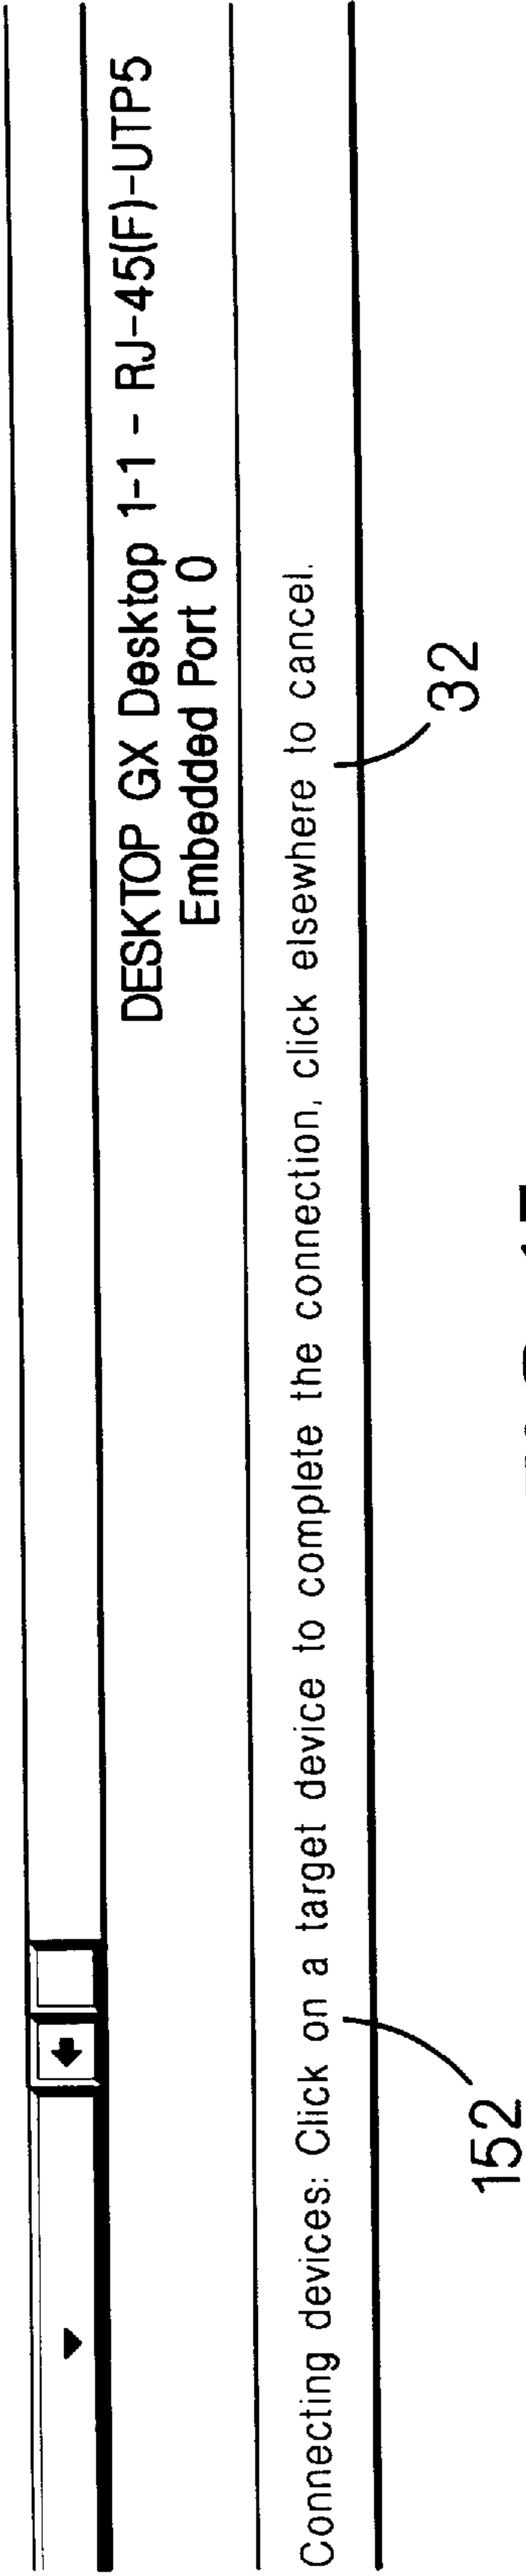 DESKTOP GX Desktop 1-1 - RJ-45(F)-UTP5
Embedded Port 0
Connecting devices: Click on a target device to complete the connection, click elsewhere to cancel.
32
152